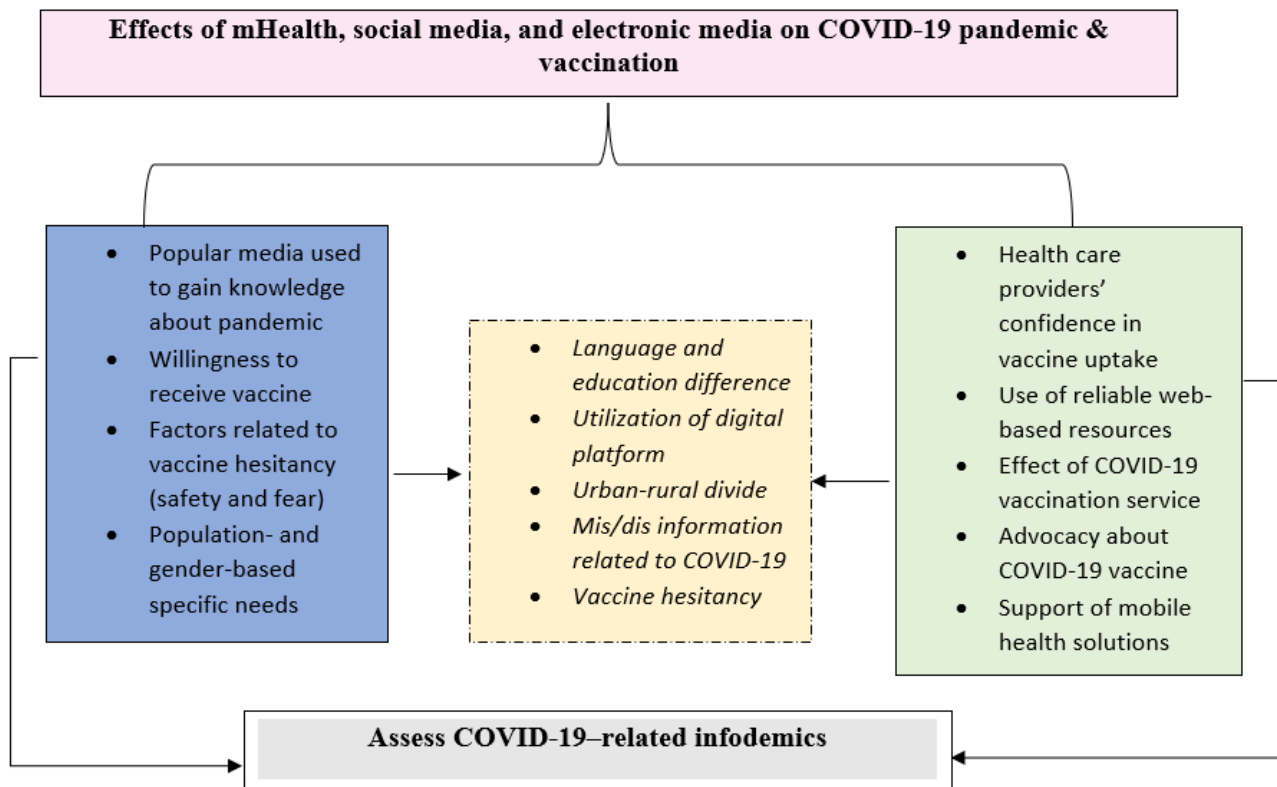 Effects of mHealth, social media, and electronic media on COVID-19 pandemic &
vaccination
• Popular media used
to gain knowledge
about pandemic
• Willingness to
receive vaccine
• Factors related to
vaccine hesitancy
(safety and fear)
• Population- and
gender-based
specific needs
• Language and
education difference
• Utilization of digital
platform
• Urban-rural divide
• Mis/dis information
related to COVID-19
• Vaccine hesitancy
• Health care
providers’
confidence in
vaccine uptake
• Use of reliable web-
based resources
• Effect of COVID-19
vaccination service
• Advocacy about
COVID-19 vaccine
• Support of mobile
health solutions
Assess COVID-19–related infodemics